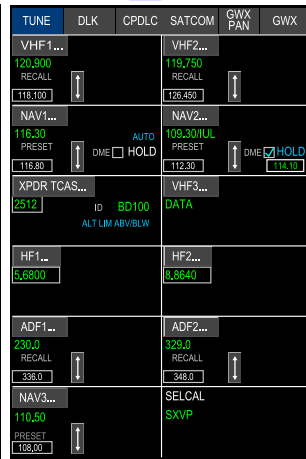 TUNE DLK CPDLC SATCOM GWX PAN GWX
VHF1... VHF2...
120.900 119.750
RECALL RECALL
118.100 126.450
NAV1... NAV2...
116.30 AUTO 109.30/IUL
PRESET DME HOLD PRESET DME HOLD
116.80 112.30 114.10
XPDR TCAS... VHF3...
2512 ID BD100 DATA
ALT LIM ABV/BLW
HF1... HF2...
5.6800 8.8640
ADF1... ADF2...
230.0 329.0
RECALL RECALL
336.0 348.0
NAV3... SELCAL
110.50 SXVP
PRESET
108.00